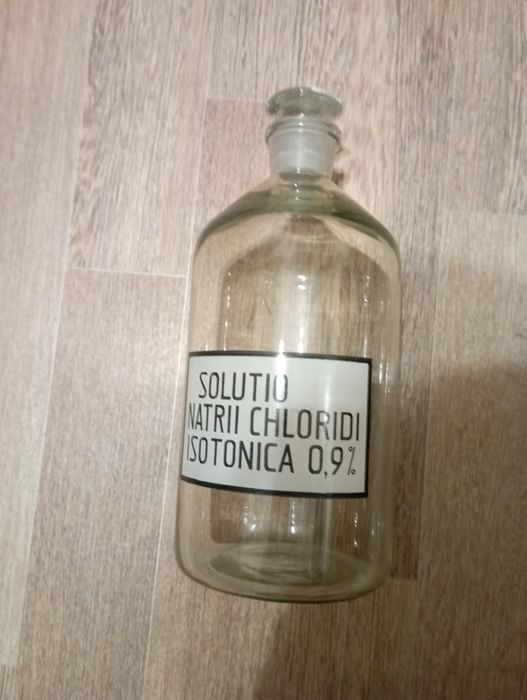 SOLUTIO
NATRII CHLORIDI
ISOTONICA 0,9%